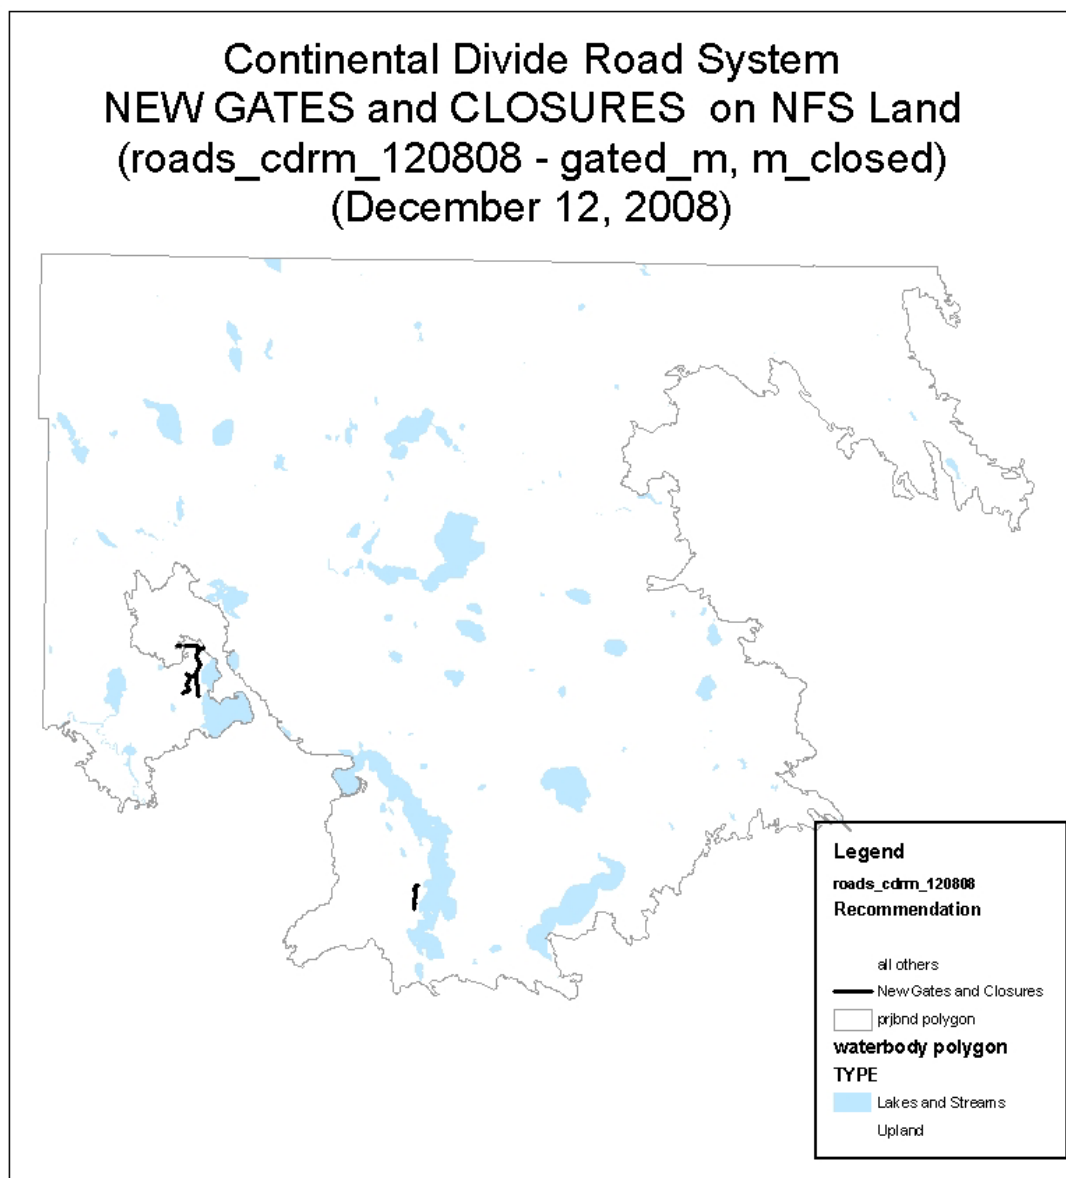 Continental Divide Road System
NEW GATES and CLOSURES on NFS Land
(roads_cdrm_120808 - gated_m, m_closed)
(December 12, 2008)
Legend
roads_cdrm_120808
Recommendation
all others
New Gates and Closures
prjbnd polygon
waterbody polygon
TYPE
Lakes and Streams
Upland